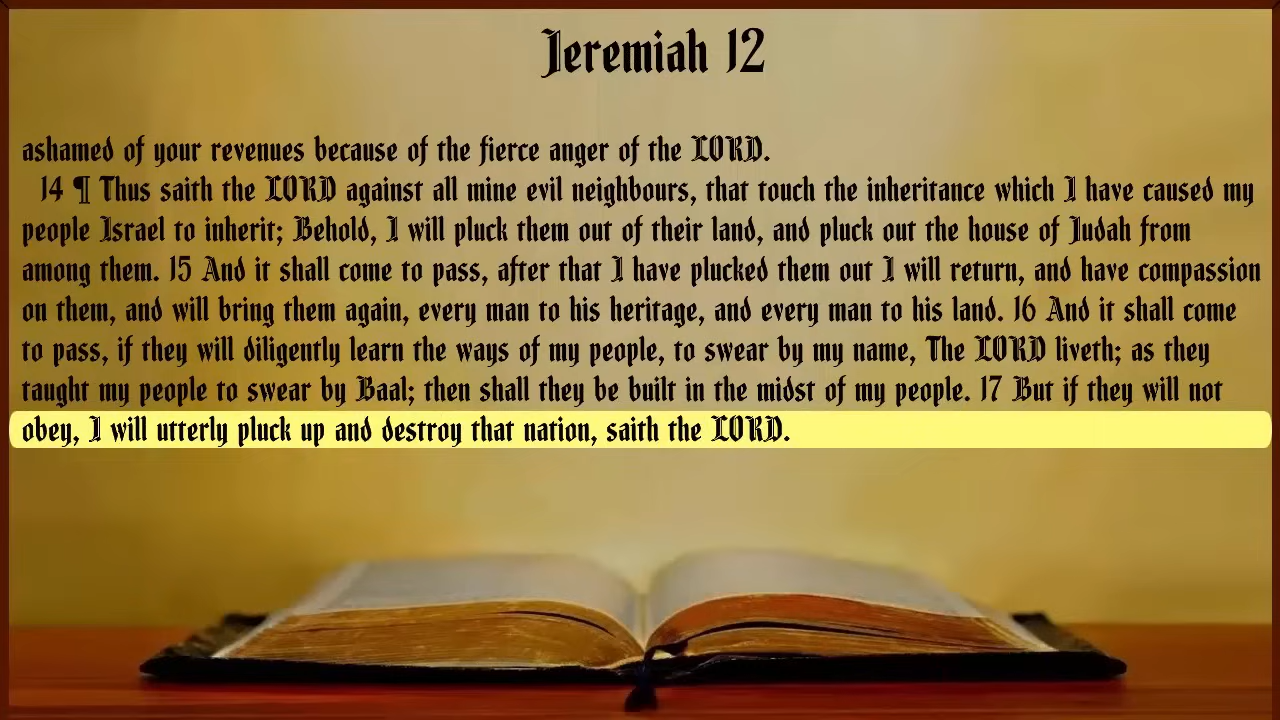 Jeremiah 12
ashamed of your revenues because of the fierce anger of the LORD.
14 ¶ Thus saith the LORD against all mine evil neighbours, that touch the inheritance which I have caused my
people Israel to inherit; Behold, I will pluck them out of their land, and pluck out the house of Judah from
among them. 15 And it shall come to pass, after that I have plucked them out I will return, and have compassion
on them, and will bring them again, every man to his heritage, and every man to his land. 16 And it shall come
to pass, if they will diligently learn the ways of my people, to swear by my name, The LORD liveth; as they
taught my people to swear by Baal; then shall they be built in the midst of my people. 17 But if they will not
obey, I will utterly pluck up and destroy that nation, saith the LORD.